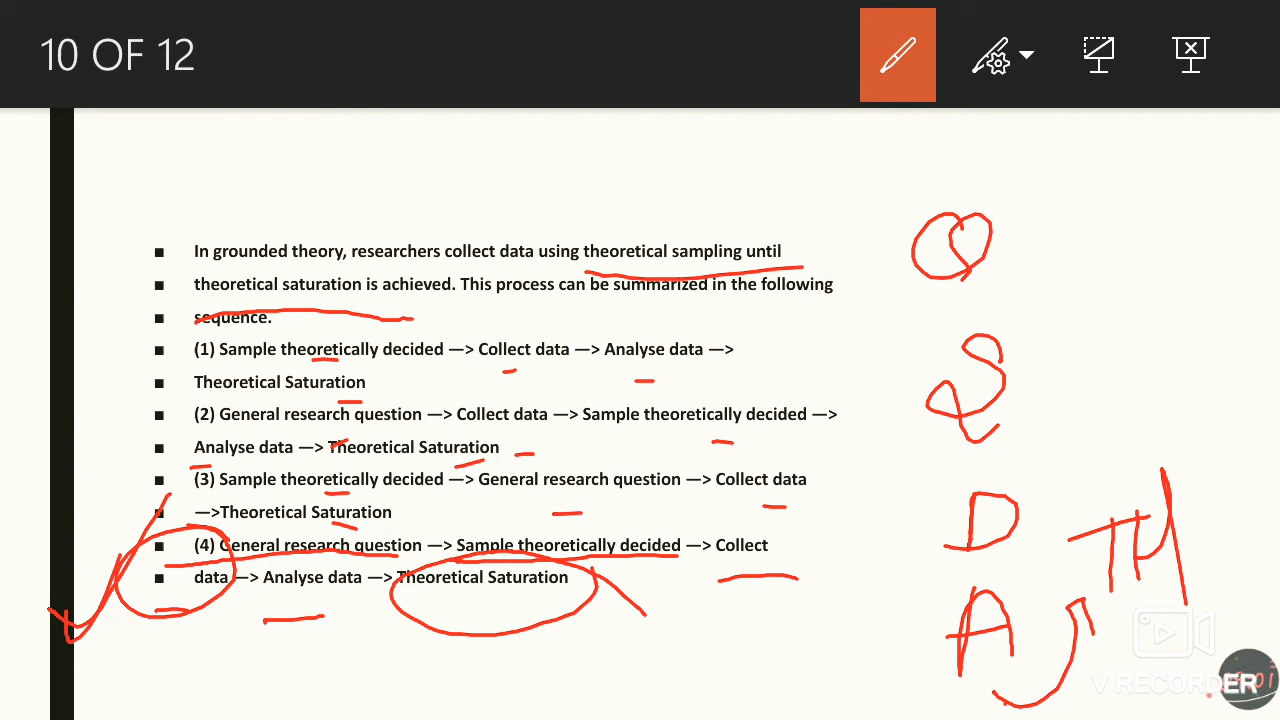 10 OF 12
In grounded theory, researchers collect data using theoretical sampling until
theoretical saturation is achieved. This process can be summarized in the following
sequence.
(1) Sample theoretically decided —> Collect data —> Analyse data —>
Theoretical Saturation
(2) General research question —> Collect data —> Sample theoretically decided —>
Analyse data —> Theoretical Saturation
(3) Sample theoretically decided —> General research question —> Collect data
—>Theoretical Saturation
(4) General research question —> Sample theoretically decided —> Collect
data —> Analyse data —> Theoretical Saturation
Q
S
D
A
V RECORDER